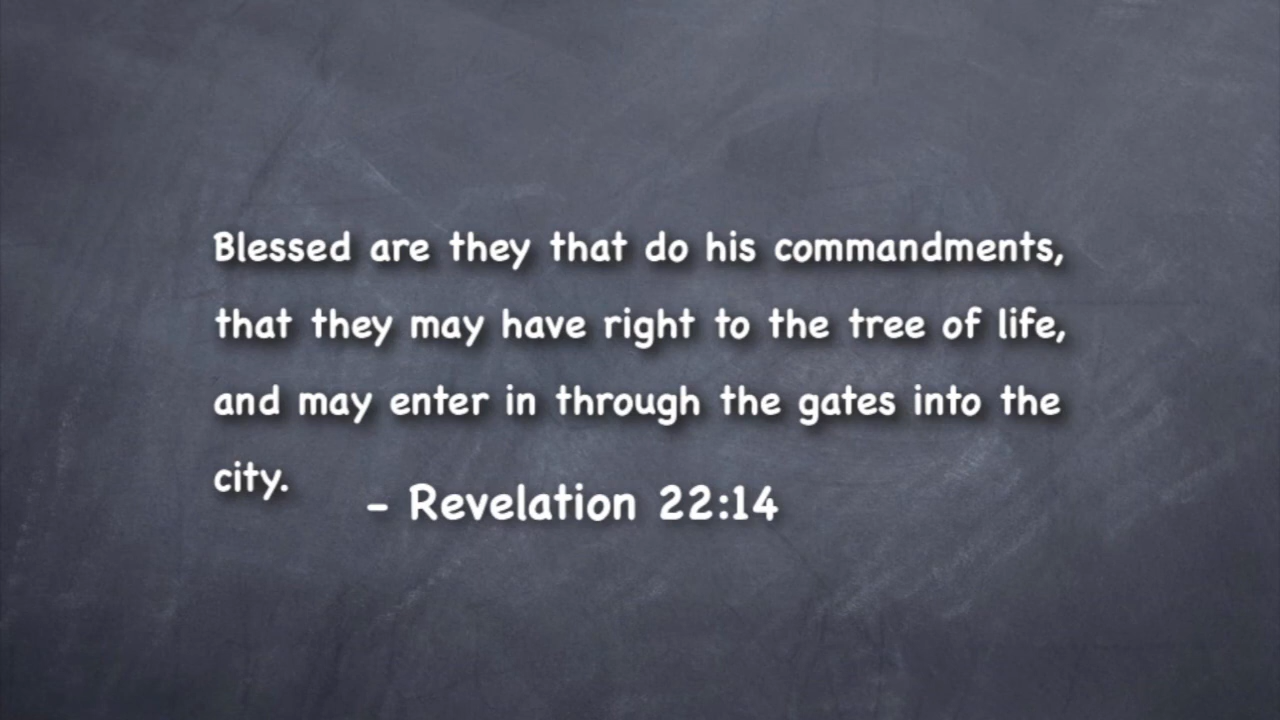 Blessed are they that do his commandments,
that they may have right to the tree of life,
and may enter in through the gates into the
city.
- Revelation 22:14